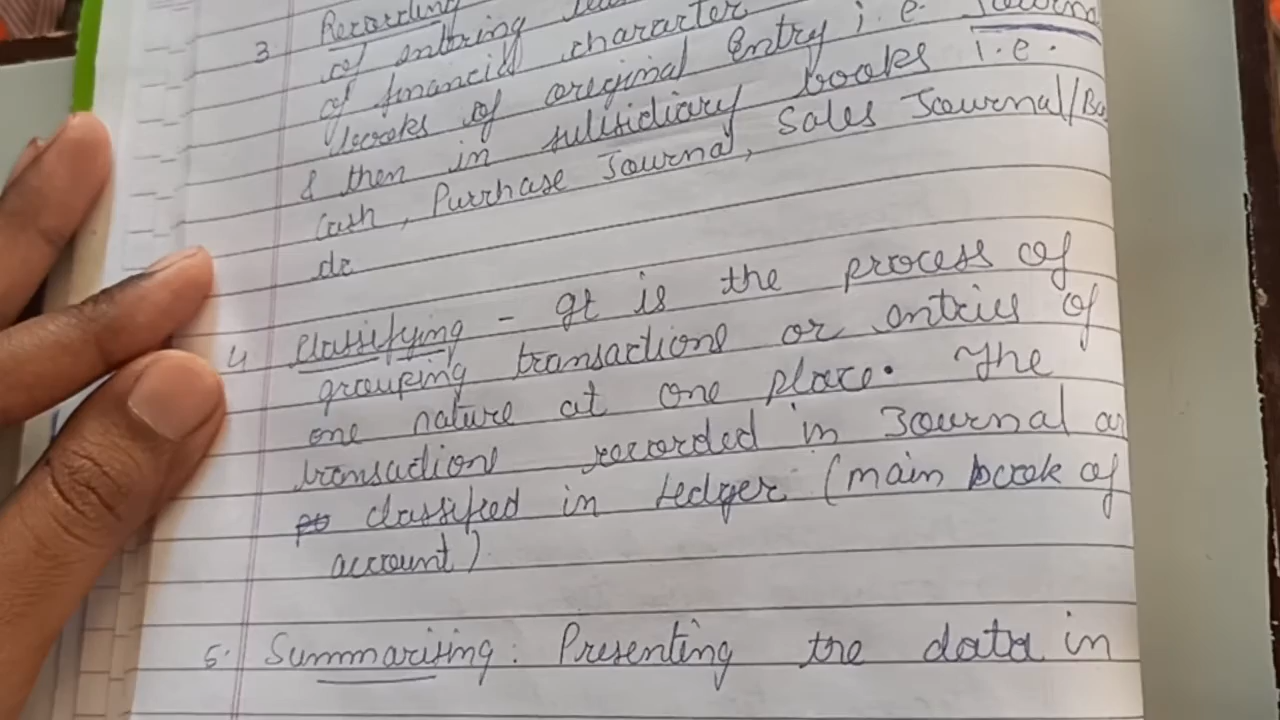 3. Recording
of entering
of financial character
books of original Entry i.e. Journa
& then in subsidiary books i.e.
Cash, Purchase Journal, Sales Journal/Bo
etc
4 Classifying - It is the process of
grouping transactions or entries of
one nature at one place. The
transactions recorded in Journal ar
classified in Ledger (main book of
account)
5. Summarising: Presenting the data in